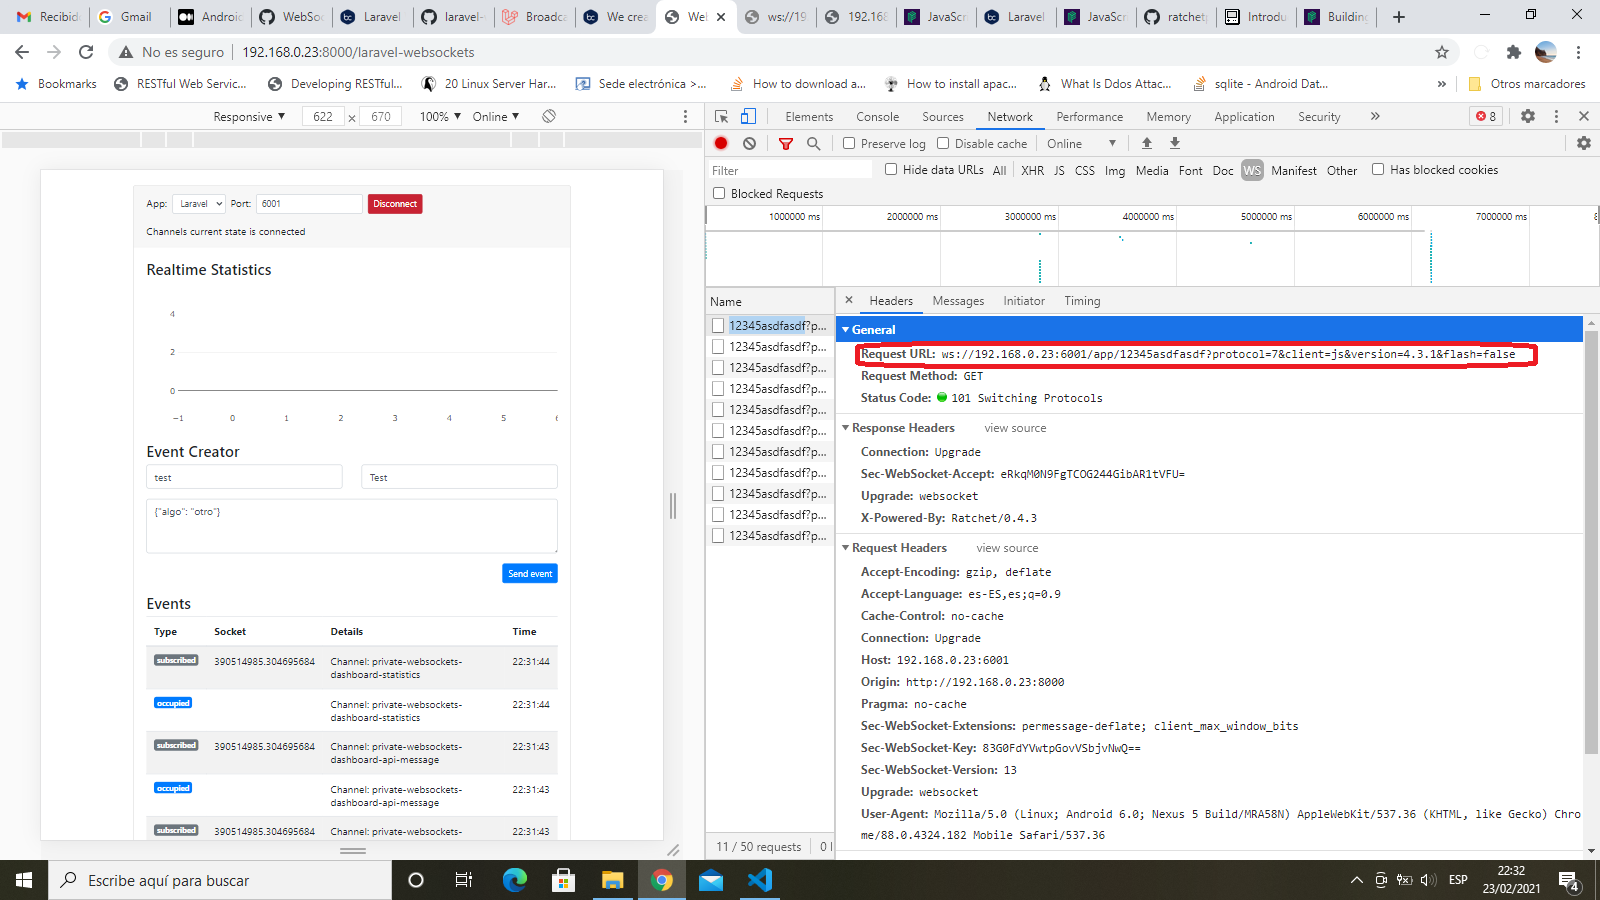 Recibido
Gmail
Androi
WebSoc
Laravel
laravel-
Broadca
We crea
Web
ws://19
192.168
JavaScr
Laravel
JavaScr
ratchet
Introdu
Building
No es seguro
192.168.0.23:8000/laravel-websockets
Bookmarks
RESTful Web Servic...
Developing RESTful...
20 Linux Server Har...
Sede electrónica >...
How to download a...
How to install apac...
What Is Ddos Attac...
sqlite - Android Dat...
»
Otros marcadores
Responsive ▼
622 x 670
100% ▼
Online ▼
Elements
Console
Sources
Network
Performance
Memory
Application
Security
»
8
Preserve log
Disable cache
Online ▼
Filter
Hide data URLs
All
XHR
JS
CSS
Img
Media
Font
Doc
WS
Manifest
Other
Has blocked cookies
Blocked Requests
1000000 ms
2000000 ms
3000000 ms
4000000 ms
5000000 ms
6000000 ms
7000000 ms
App:
Laravel
Port:
6001
Disconnect
Channels current state is connected
Realtime Statistics
4
2
0
−1
0
1
2
3
4
5
Event Creator
test
Test
{"algo": "otro"}
Send event
Events
Type Socket Details Time
subscribed 390514985.304695684 Channel: private-websockets- 22:31:44
dashboard-statistics
occupied Channel: private-websockets- 22:31:44
dashboard-statistics
subscribed 390514985.304695684 Channel: private-websockets- 22:31:43
dashboard-api-message
occupied Channel: private-websockets- 22:31:43
dashboard-api-message
subscribed 390514985.304695684 Channel: private-websockets- 22:31:43
Name
12345asdfasdf?p...
12345asdfasdf?p...
12345asdfasdf?p...
12345asdfasdf?p...
12345asdfasdf?p...
12345asdfasdf?p...
12345asdfasdf?p...
12345asdfasdf?p...
12345asdfasdf?p...
12345asdfasdf?p...
12345asdfasdf?p...
11 / 50 requests
0 l
Headers
Messages
Initiator
Timing
General
Request URL: ws://192.168.0.23:6001/app/12345asdfasdf?protocol=7&client=js&version=4.3.1&flash=false
Request Method: GET
Status Code: 101 Switching Protocols
Response Headers view source
Connection: Upgrade
Sec-WebSocket-Accept: eRkqM0N9FgTCOG244GibAR1tVFU=
Upgrade: websocket
X-Powered-By: Ratchet/0.4.3
Request Headers view source
Accept-Encoding: gzip, deflate
Accept-Language: es-ES,es;q=0.9
Cache-Control: no-cache
Connection: Upgrade
Host: 192.168.0.23:6001
Origin: http://192.168.0.23:8000
Pragma: no-cache
Sec-WebSocket-Extensions: permessage-deflate; client_max_window_bits
Sec-WebSocket-Key: 83G0FdYVwtpGovVSbjvNwQ==
Sec-WebSocket-Version: 13
Upgrade: websocket
User-Agent: Mozilla/5.0 (Linux; Android 6.0; Nexus 5 Build/MRA58N) AppleWebKit/537.36 (KHTML, like Gecko) Chro
me/88.0.4324.182 Mobile Safari/537.36
Escribe aquí para buscar
ESP
22:32
23/02/2021
4